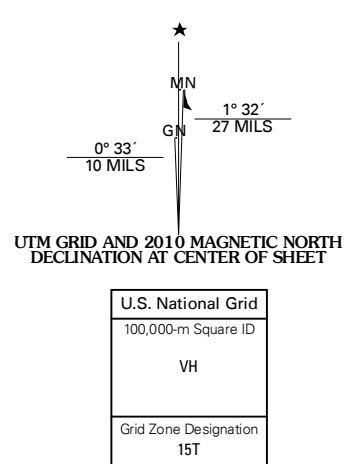 ★
MN
GN
1° 32´
27 MILS
0° 33´
10 MILS
UTM GRID AND 2010 MAGNETIC NORTH
DECLINATION AT CENTER OF SHEET
U.S. National Grid
100,000-m Square ID
VH
Grid Zone Designation
15T